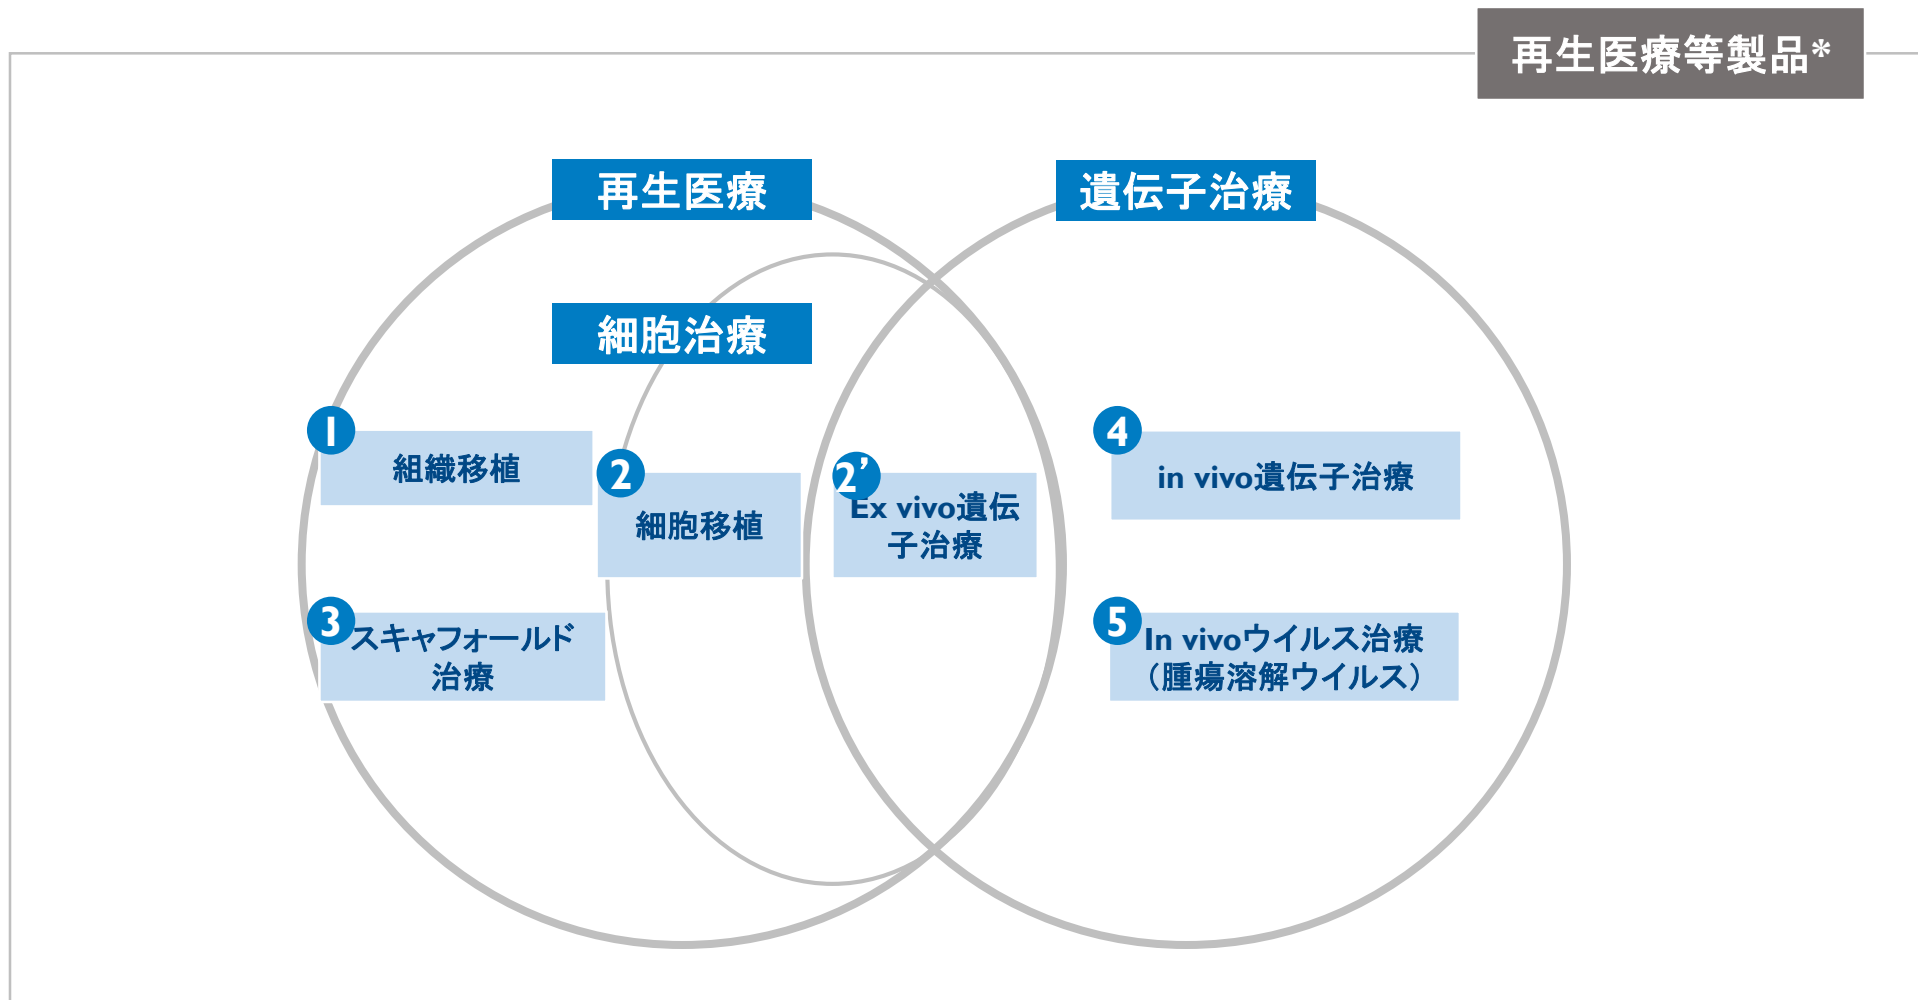 再生医療等製品*
再生医療
遺伝子治療
細胞治療
1
組織移植
2
細胞移植
2’
Ex vivo遺伝
子治療
3
スキャフォールド
治療
4
in vivo遺伝子治療
5
In vivoウイルス治療
（腫瘍溶解ウイルス）